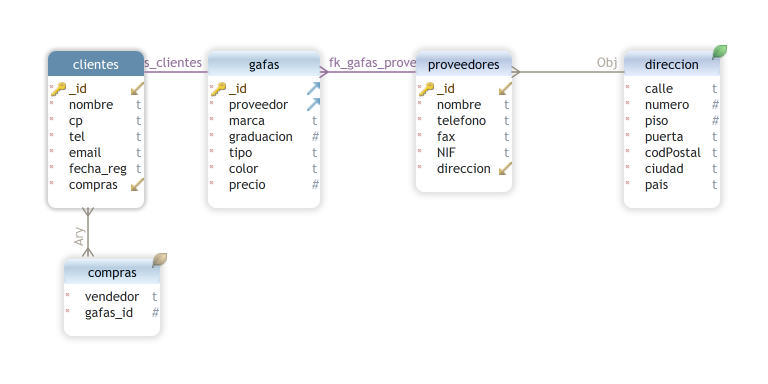 clientes
_id
nombre t
cp t
tel t
email t
fecha_reg t
compras
s_clientes
gafas
_id
proveedor
marca t
graduacion #
tipo t
color t
precio #
fk_gafas_prove
proveedores
_id
nombre t
telefono t
fax t
NIF t
direccion
Obj
direccion
calle t
numero #
piso #
puerta t
codPostal t
ciudad t
pais t
Ary
compras
vendedor t
gafas_id #